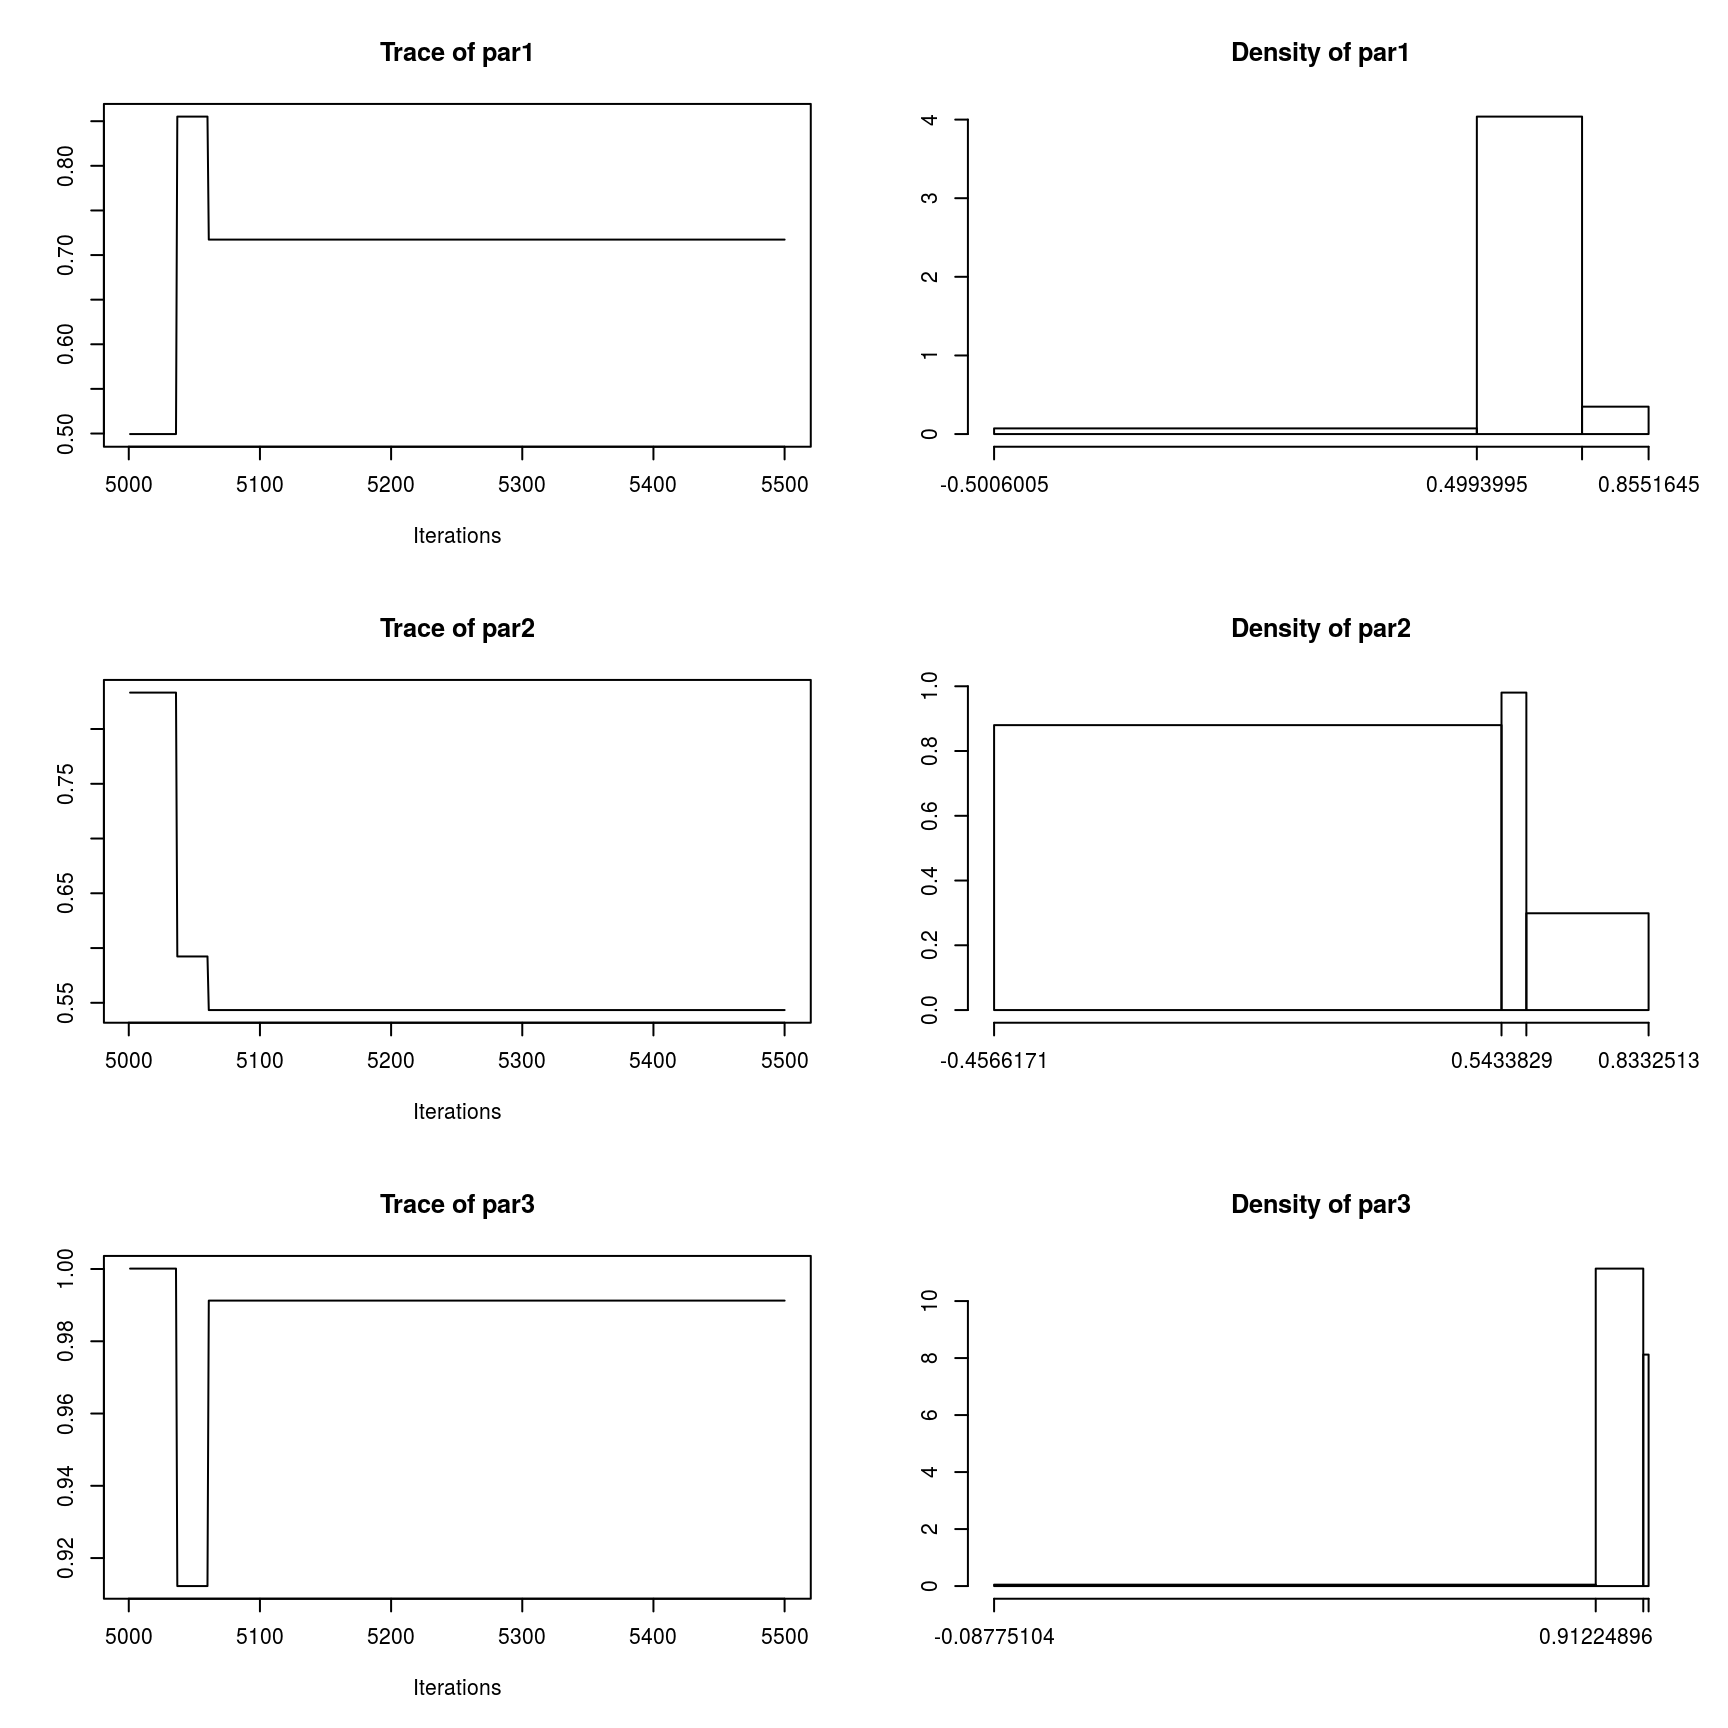 Trace of par1
0.50 0.60 0.70 0.80
5000 5100 5200 5300 5400 5500
Iterations
Density of par1
0 1 2 3 4
-0.5006005 0.4993995 0.8551645
Trace of par2
0.55 0.65 0.75
5000 5100 5200 5300 5400 5500
Iterations
Density of par2
0.0 0.2 0.4 0.6 0.8 1.0
-0.4566171 0.5433829 0.8332513
Trace of par3
0.92 0.94 0.96 0.98 1.00
5000 5100 5200 5300 5400 5500
Iterations
Density of par3
0 2 4 6 8 10
-0.08775104 0.91224896